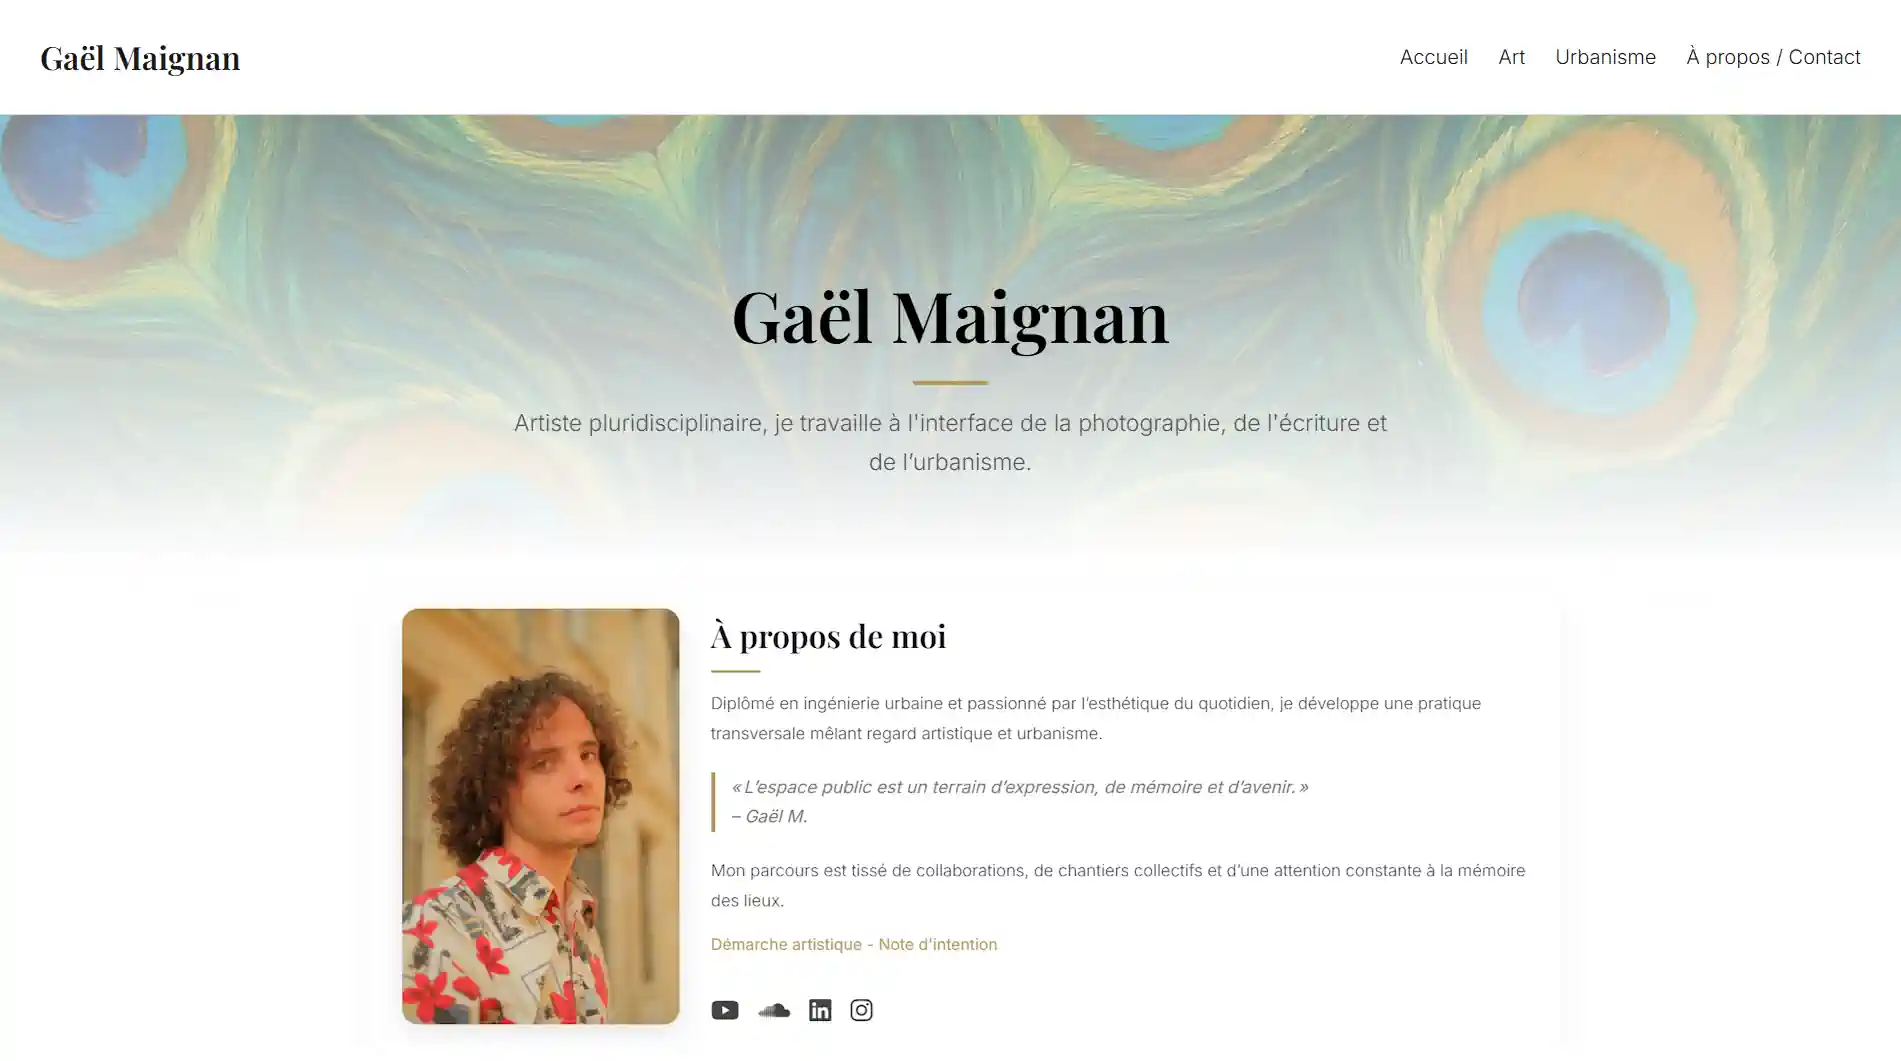 Gaël Maignan
Accueil Art Urbanisme À propos / Contact
Gaël Maignan
Artiste pluridisciplinaire, je travaille à l'interface de la photographie, de l'écriture et
de l’urbanisme.
À propos de moi
Diplômé en ingénierie urbaine et passionné par l’esthétique du quotidien, je développe une pratique
transversale mêlant regard artistique et urbanisme.
« L’espace public est un terrain d’expression, de mémoire et d’avenir. »
– Gaël M.
Mon parcours est tissé de collaborations, de chantiers collectifs et d’une attention constante à la mémoire
des lieux.
Démarche artistique - Note d'intention